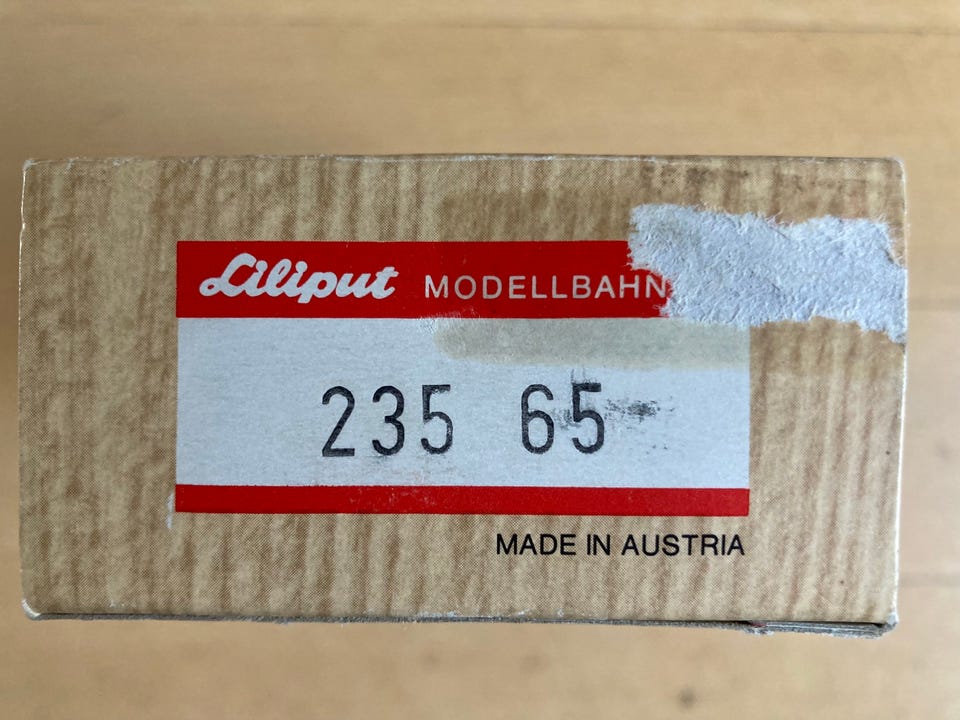 Liliput MODELLBAHN
235 65
MADE IN AUSTRIA